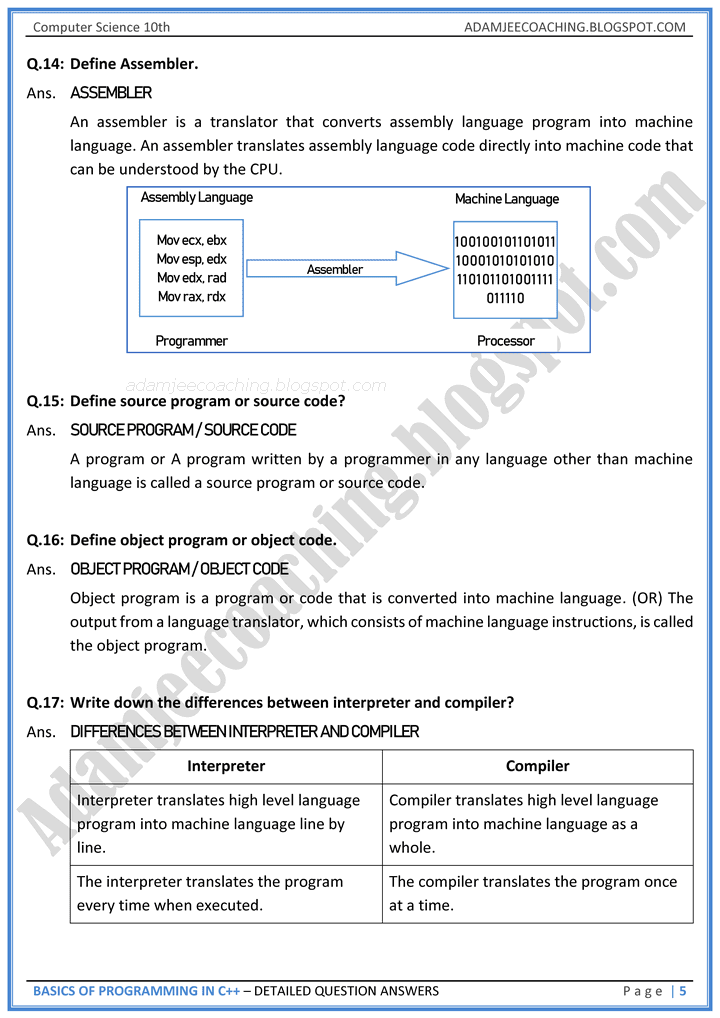 Computer Science 10th ADAMJEECOACHING.BLOGSPOT.COM
Q.14: Define Assembler.
Ans. ASSEMBLER
An assembler is a translator that converts assembly language program into machine
language. An assembler translates assembly language code directly into machine code that
can be understood by the CPU.
Assembly Language Machine Language
Mov ecx, ebx
Mov esp, edx
Mov edx, rad
Mov rax, rdx
Assembler
100100101101011
10001010101010
110101101001111
011110
Programmer Processor
adamjeecoaching.blogspot.com
Q.15: Define source program or source code?
Ans. SOURCE PROGRAM / SOURCE CODE
A program or A program written by a programmer in any language other than machine
language is called a source program or source code.
Q.16: Define object program or object code.
Ans. OBJECT PROGRAM / OBJECT CODE
Object program is a program or code that is converted into machine language. (OR) The
output from a language translator, which consists of machine language instructions, is called
the object program.
Q.17: Write down the differences between interpreter and compiler?
Ans. DIFFERENCES BETWEEN INTERPRETER AND COMPILER
Interpreter Compiler
Interpreter translates high level language
program into machine language line by
line.
Compiler translates high level language
program into machine language as a
whole.
The interpreter translates the program
every time when executed.
The compiler translates the program once
at a time.
Adamjeecoaching.blogspot.com
BASICS OF PROGRAMMING IN C++ – DETAILED QUESTION ANSWERS Page | 5